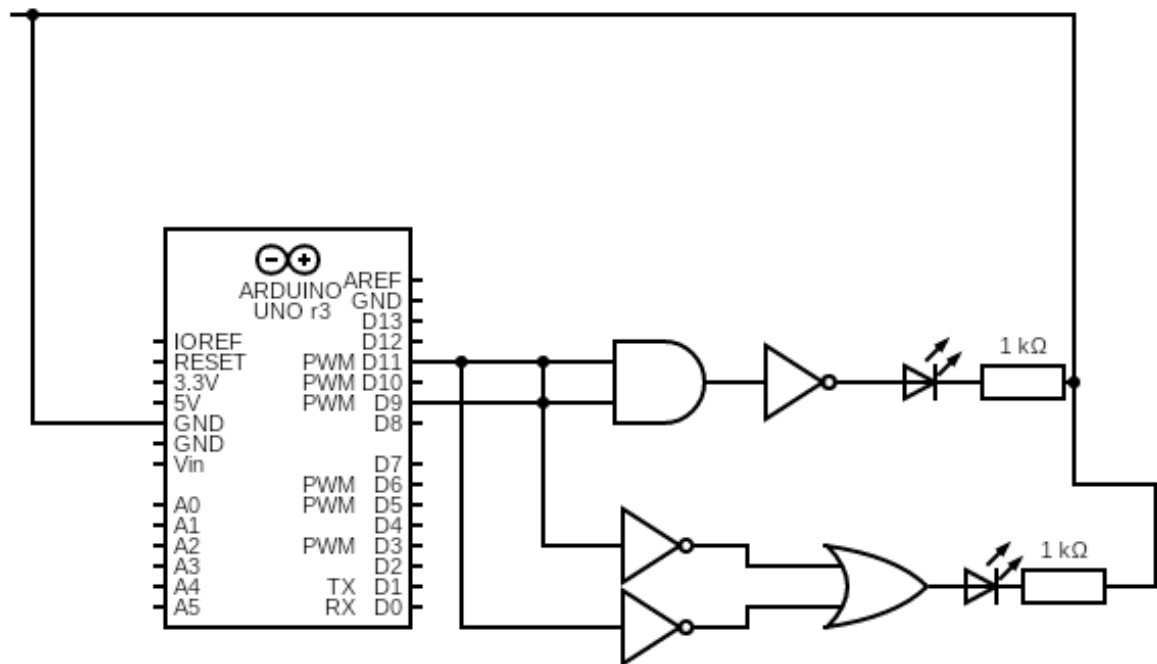 ARDUINO
UNO r3
AREF
GND
D13
D12
IOREF
RESET PWM D11
3.3V PWM D10
5V PWM D9
GND D8
GND
Vin D7
PWM D6
A0 PWM D5
A1 D4
A2 PWM D3
A3 D2
A4 TX D1
A5 RX D0
1 kΩ
1 kΩ